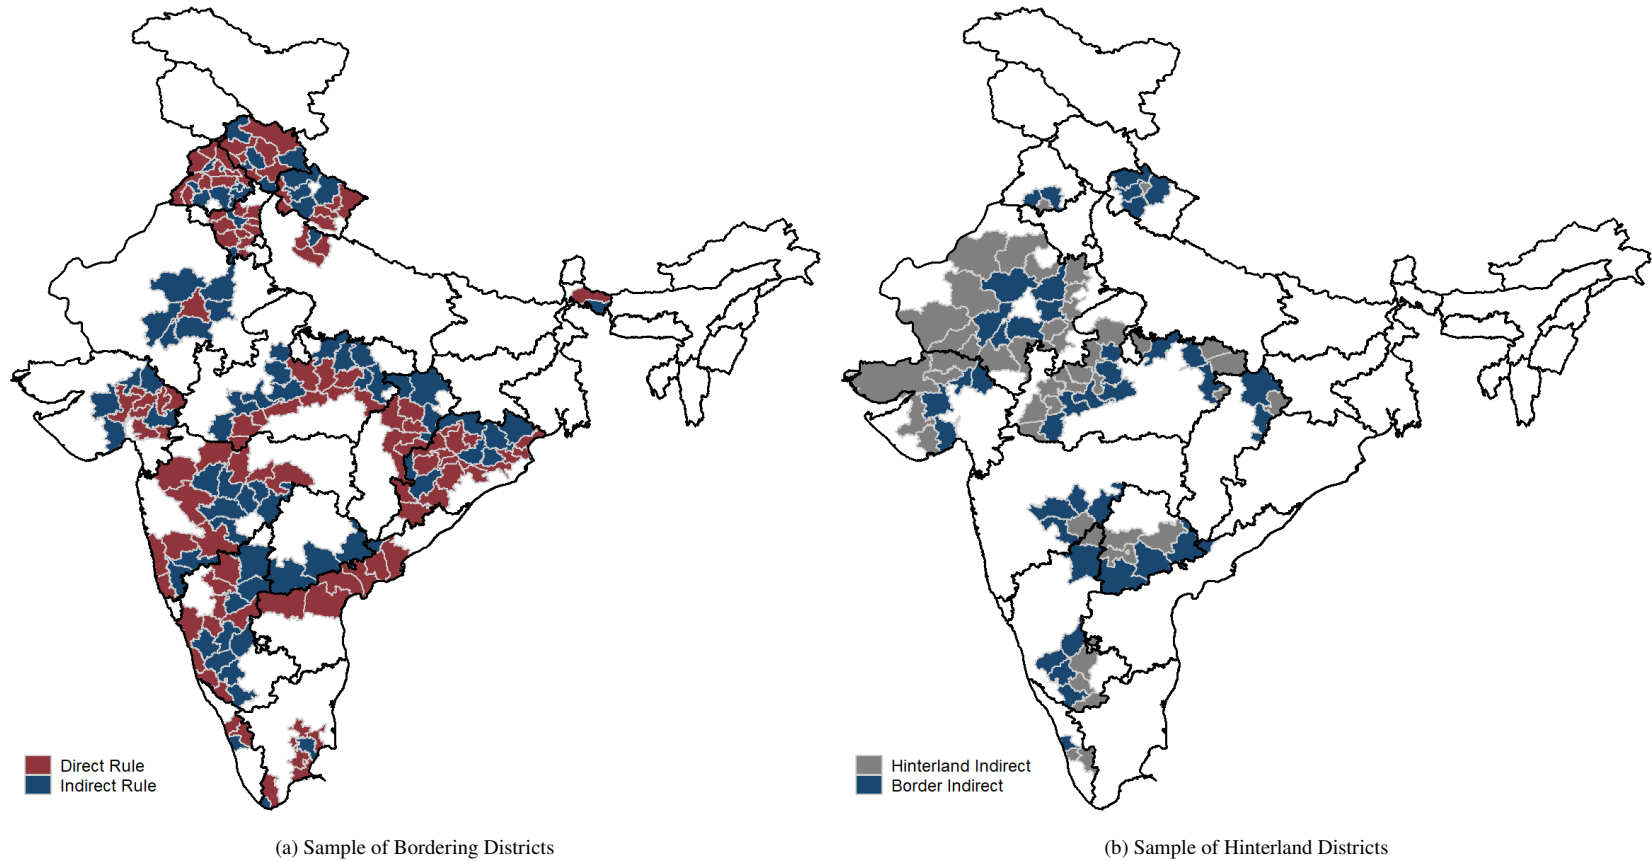 Direct Rule
Indirect Rule
Hinterland Indirect
Border Indirect
(a) Sample of Bordering Districts
(b) Sample of Hinterland Districts